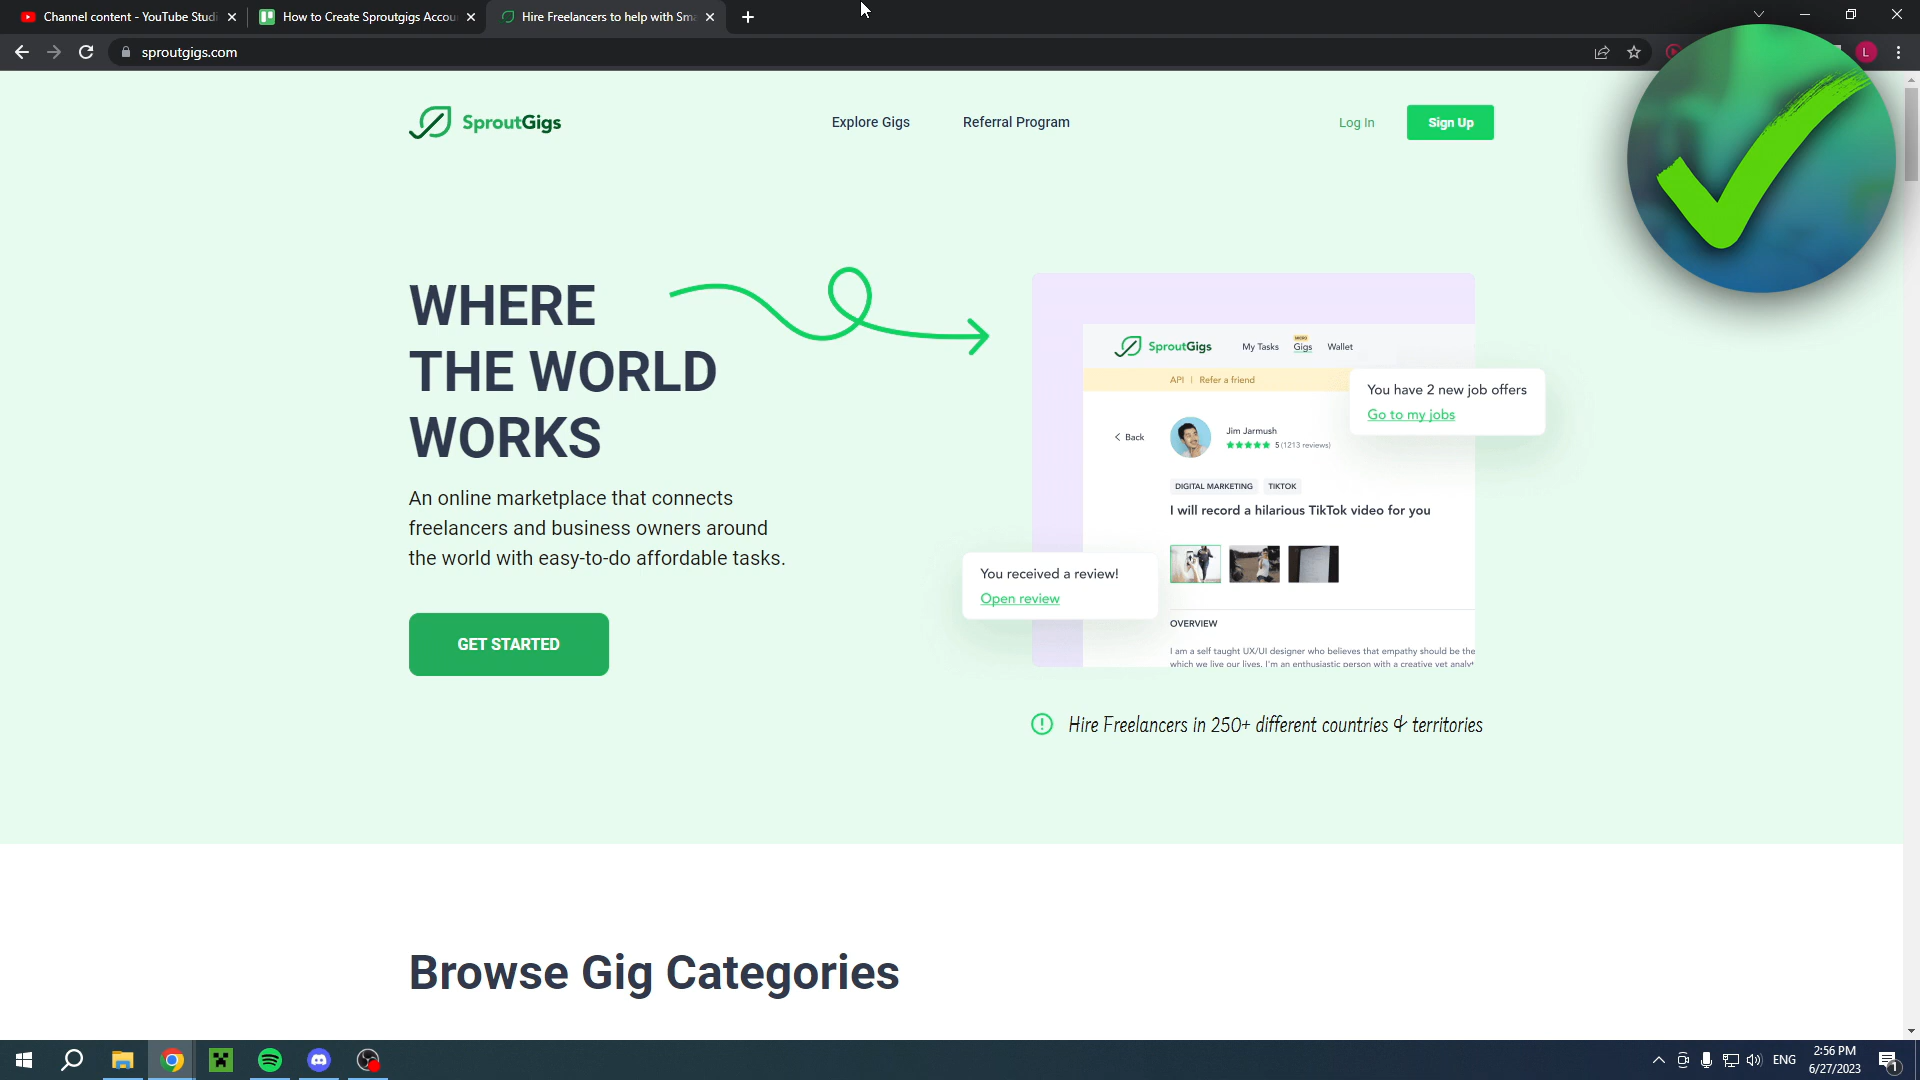 Channel content - YouTube Studi
How to Create Sproutgigs Accou
Hire Freelancers to help with Sma
sproutgigs.com
L
SproutGigs
Explore Gigs
Referral Program
Log In
Sign Up
WHERE
THE WORLD
WORKS
An online marketplace that connects
freelancers and business owners around
the world with easy-to-do affordable tasks.
GET STARTED
SproutGigs
My Tasks
Gigs
Wallet
API | Refer a friend
You have 2 new job offers
Go to my jobs
Back
Jim Jarmush
5 (1213 reviews)
DIGITAL MARKETING
TIKTOK
I will record a hilarious TikTok video for you
You received a review!
Open review
OVERVIEW
I am a self taught UX/UI designer who believes that empathy should be the
which we live our lives. I'm an enthusiastic person with a creative yet analyt
Hire Freelancers in 250+ different countries & territories
Browse Gig Categories
ENG
2:56 PM
6/27/2023
1